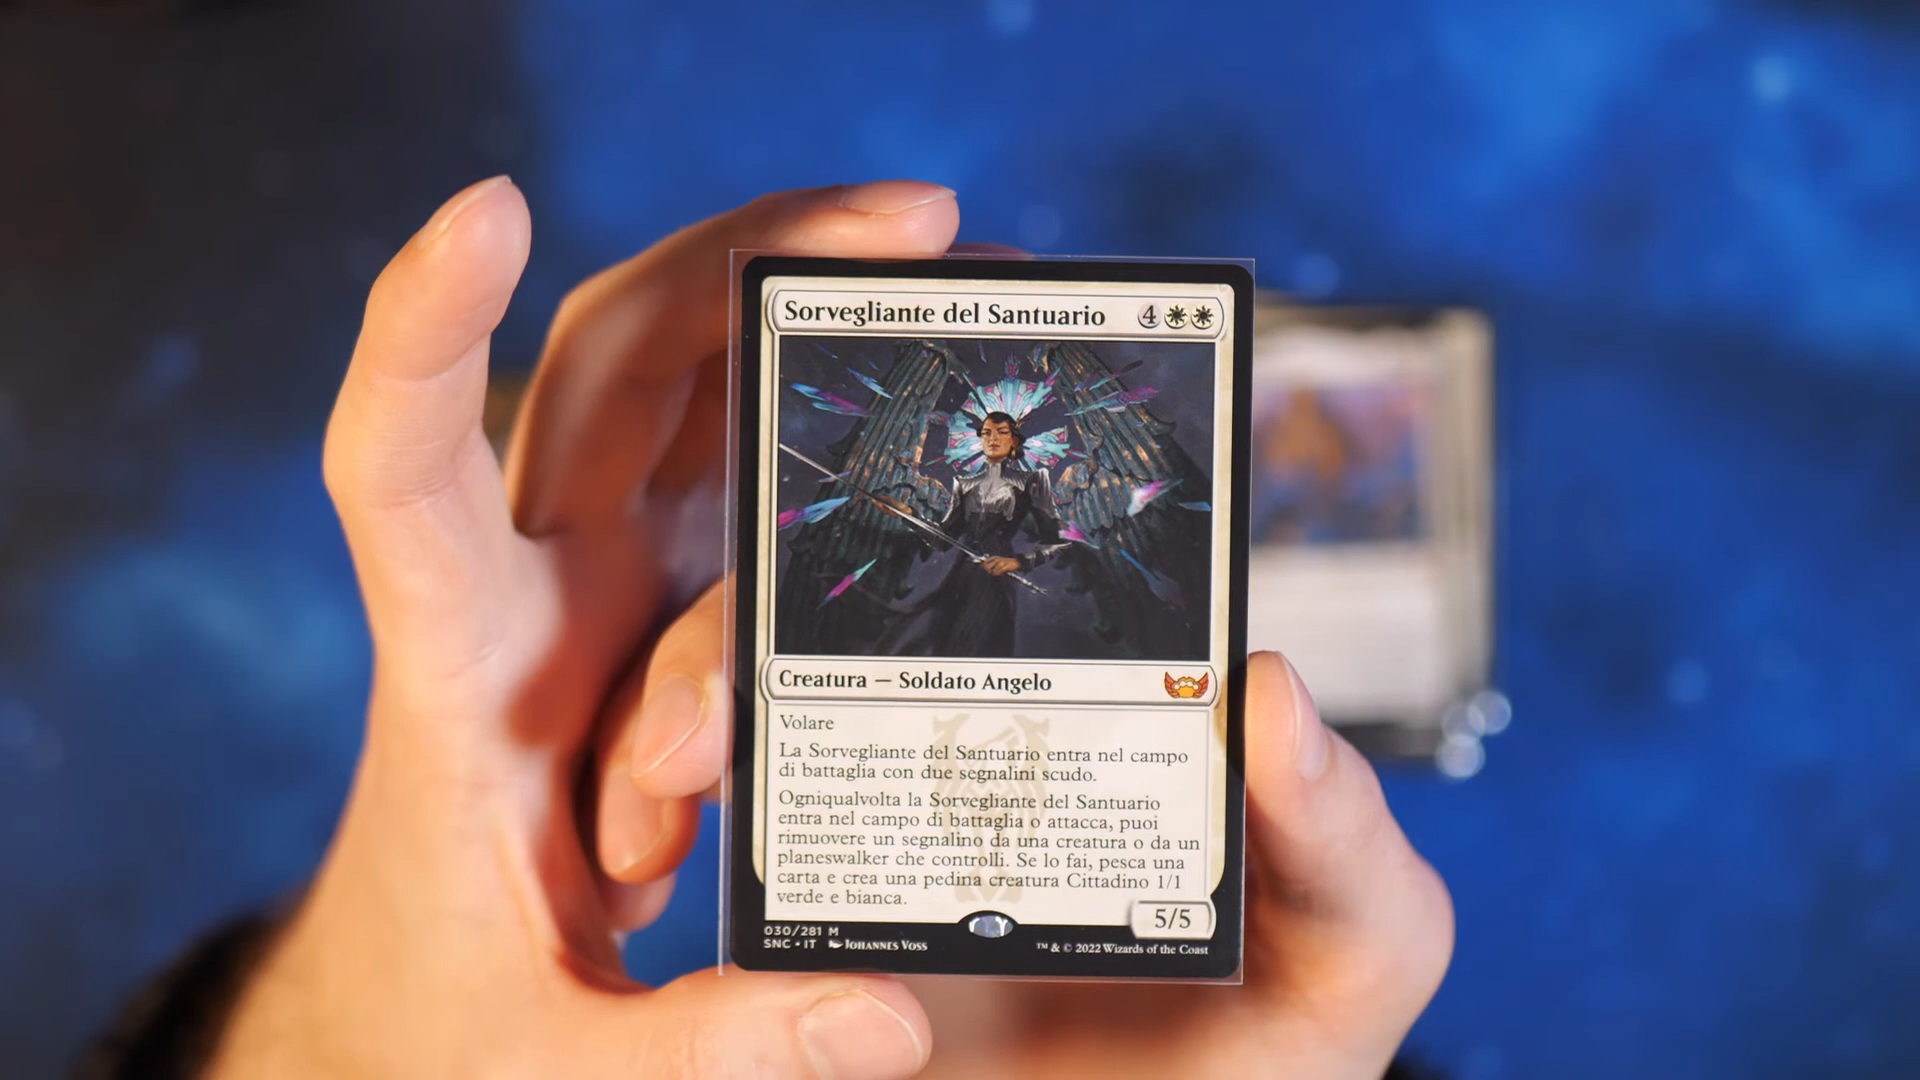 Sorvegliante del Santuario 4
Creatura — Soldato Angelo
Volare
La Sorvegliante del Santuario entra nel campo
di battaglia con due segnalini scudo.
Ogniqualvolta la Sorvegliante del Santuario
entra nel campo di battaglia o attacca, puoi
rimuovere un segnalino da una creatura o da un
planeswalker che controlli. Se lo fai, pesca una
carta e crea una pedina creatura Cittadino 1/1
verde e bianca.
5/5
030/281 M
SNC • IT Johannes Voss
™ & © 2022 Wizards of the Coast